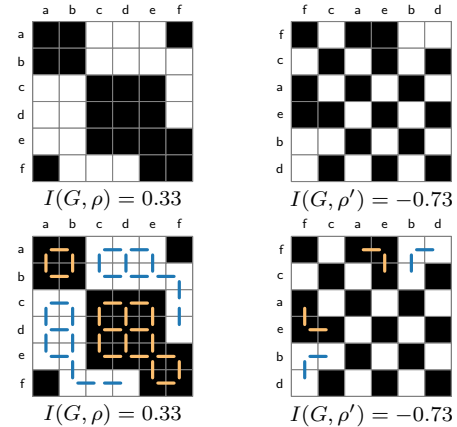 a b c d e f
a
b
c
d
e
f
I(G, ρ) = 0.33
f c a e b d
f
c
a
e
b
d
I(G, ρ′) = −0.73
a b c d e f
a
b
c
d
e
f
I(G, ρ) = 0.33
f c a e b d
f
c
a
e
b
d
I(G, ρ′) = −0.73